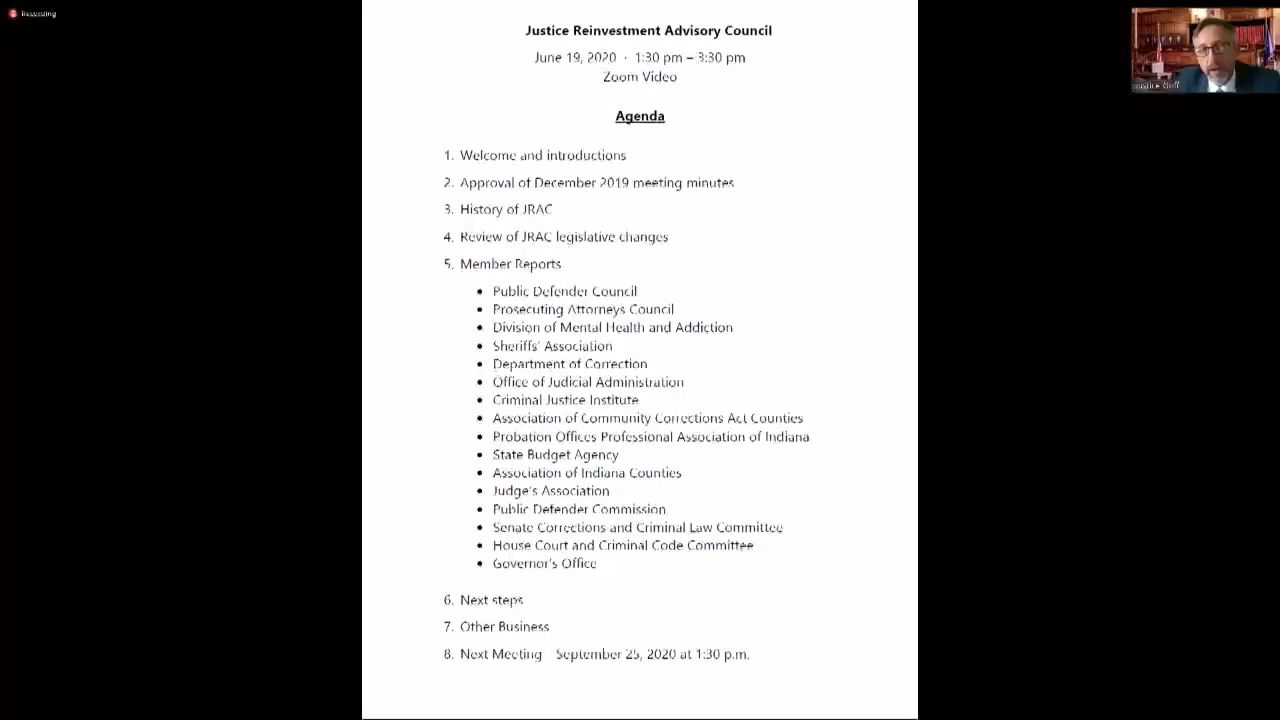 Recording
Justice Reinvestment Advisory Council
June 19, 2020 · 1:30 pm – 3:30 pm
Zoom Video
Agenda
1. Welcome and introductions
2. Approval of December 2019 meeting minutes
3. History of JRAC
4. Review of JRAC legislative changes
5. Member Reports
• Public Defender Council
• Prosecuting Attorneys Council
• Division of Mental Health and Addiction
• Sheriffs' Association
• Department of Correction
• Office of Judicial Administration
• Criminal Justice Institute
• Association of Community Corrections Act Counties
• Probation Offices Professional Association of Indiana
• State Budget Agency
• Association of Indiana Counties
• Judge's Association
• Public Defender Commission
• Senate Corrections and Criminal Law Committee
• House Court and Criminal Code Committee
• Governor's Office
6. Next steps
7. Other Business
8. Next Meeting September 25, 2020 at 1:30 p.m.
Justice Goff